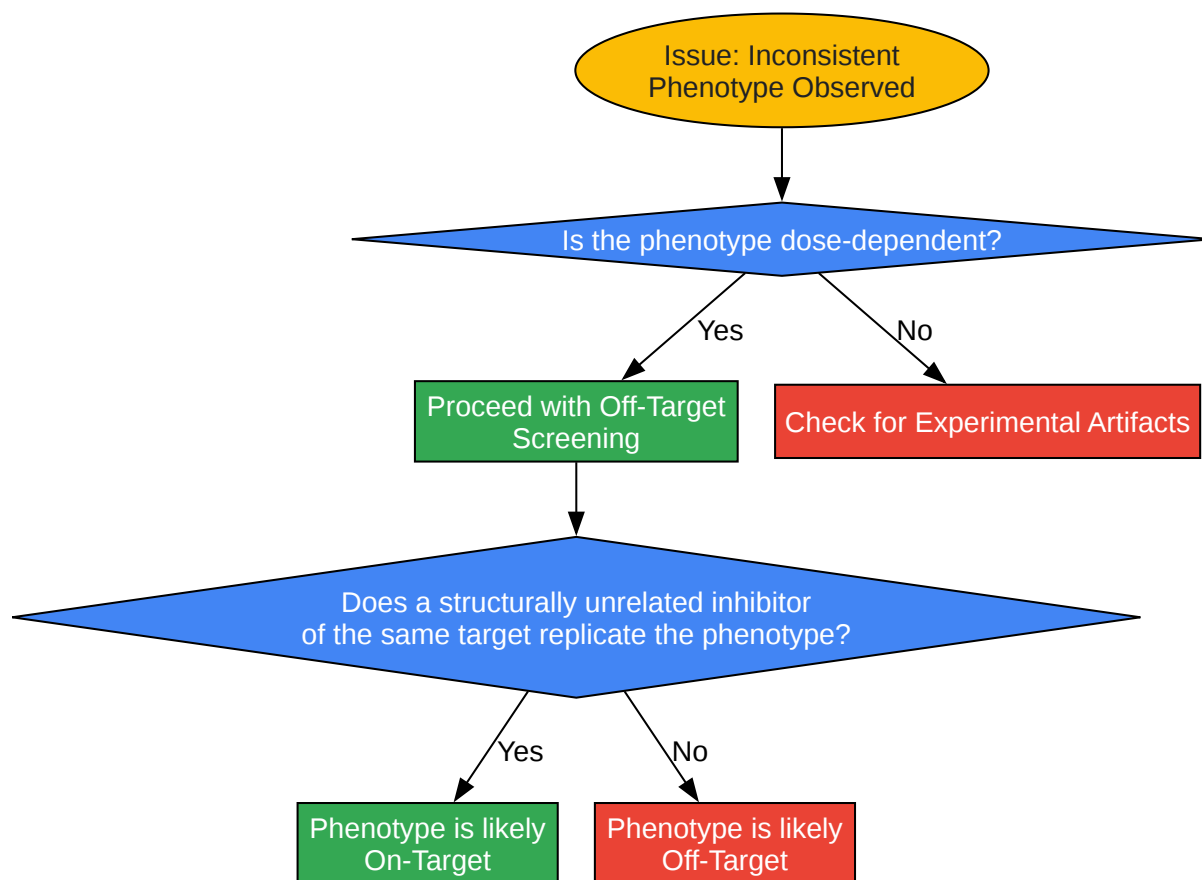 Issue: Inconsistent
Phenotype Observed
Is the phenotype dose-dependent?
Yes
No
Proceed with Off-Target
Screening
Check for Experimental Artifacts
Does a structurally unrelated inhibitor
of the same target replicate the phenotype?
Yes
No
Phenotype is likely
On-Target
Phenotype is likely
Off-Target